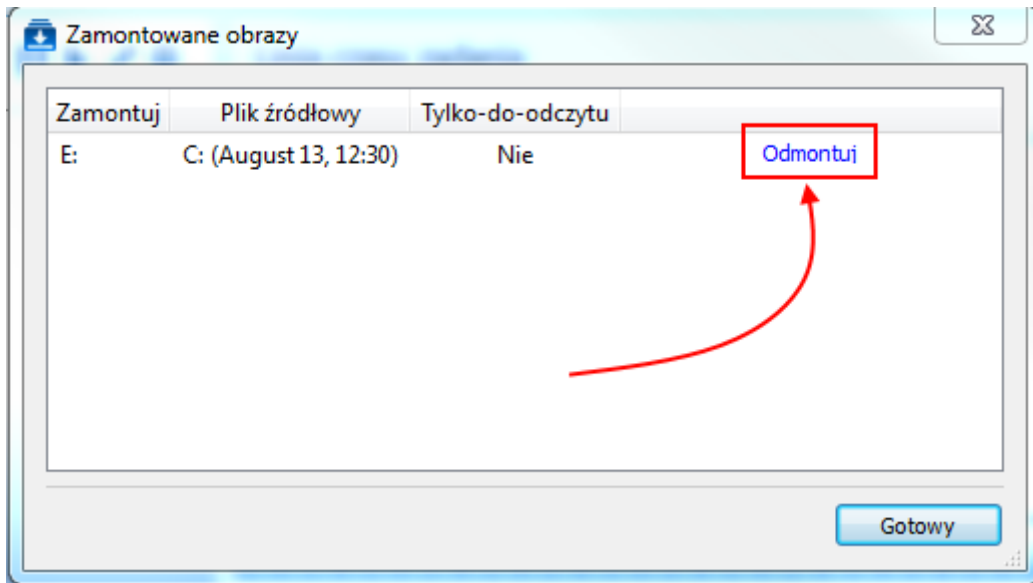 Zamontowane obrazy
Zamontuj Plik źródłowy Tylko-do-odczytu
E: C: (August 13, 12:30) Nie Odmontuj
Gotowy